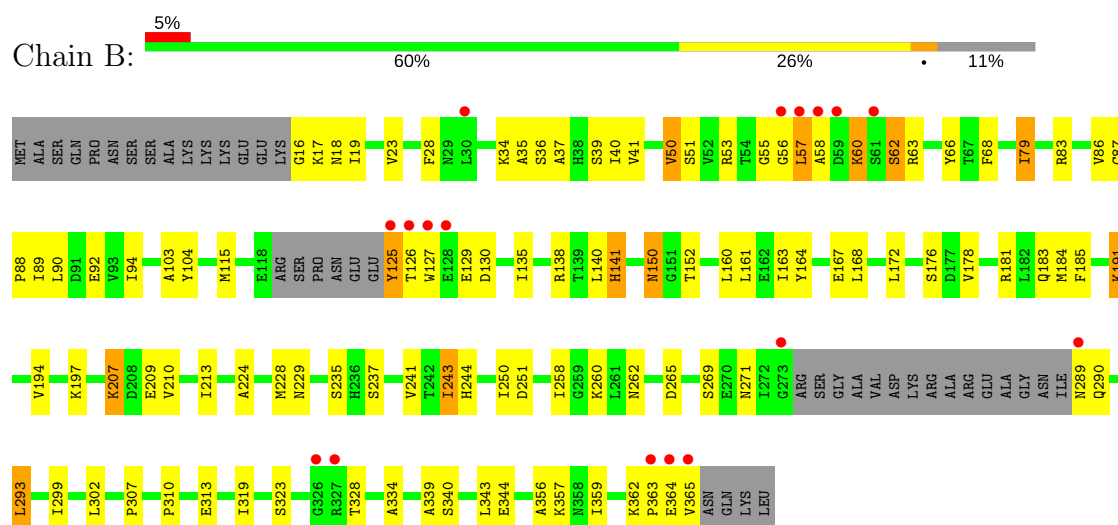 5%
Chain B:
60% 26% • 11%
MET ALA SER GLN PRO ASN SER SER ALA LYS LYS LYS GLU GLU LYS G16 K17 N18 I19 V23 F28 N29 L30 K34 A35 S36 A37 H38 S39 I40 V41 V50 S51 V52 R53 T54 G55 G56 L57 A58 D59 K60 S61 S62 R63 Y66 T67 F68 I79 R83 V86 C87
P88 I89 L90 D91 E92 V93 I94 A103 Y104 M115 E118 ARG SER PRO ASN GLU GLU Y125 T126 W127 E128 E129 D130 I135 R138 T139 L140 H141 N150 G151 T152 L160 L161 E162 I163 Y164 E167 L168 L172 S176 D177 V178 R181 L182 Q183 M184 F185 K191
V194 K197 K207 D208 E209 V210 I213 A224 M228 N229 S235 H236 S237 V241 T242 I243 H244 I250 D251 I258 G259 K260 L261 N262 D265 S269 E270 N271 I272 G273 ARG SER GLY ALA VAL ASP LYS ARG ALA ARG GLU ALA GLY ASN ILE N289 Q290
L293 I299 L302 P307 P310 E313 I319 S323 G326 R327 T328 A334 A339 S340 L343 E344 A356 K357 N358 I359 K362 P363 E364 V365 ASN GLN LYS LEU